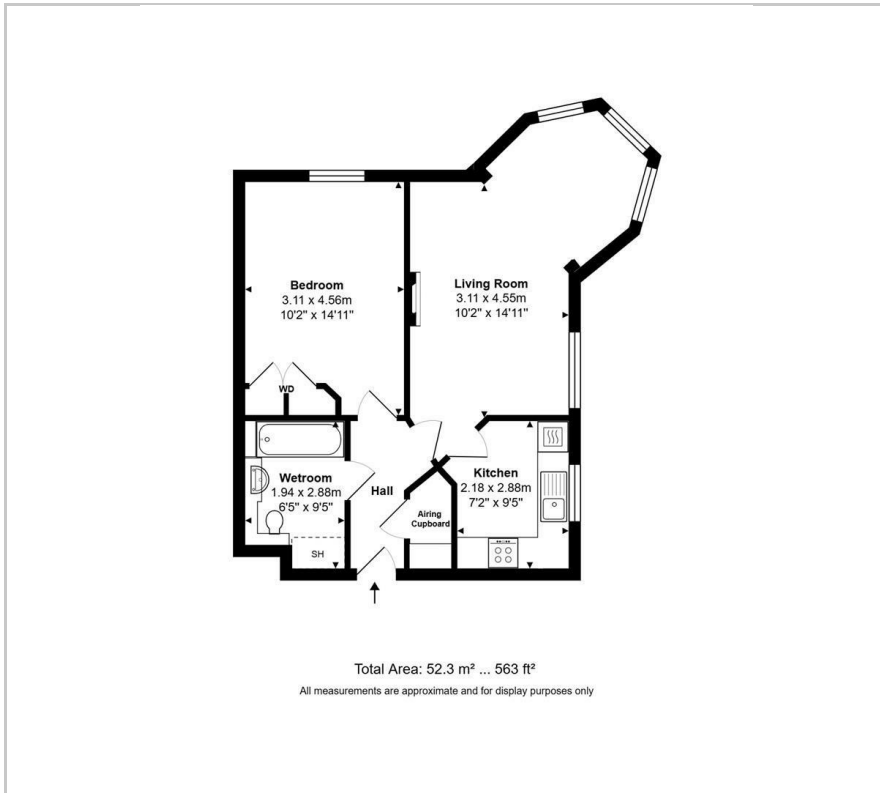 Bedroom
3.11 x 4.56m
10'2" x 14'11"
Living Room
3.11 x 4.55m
10'2" x 14'11"
WD
Wetroom
1.94 x 2.88m
6'5" x 9'5"
SH
Hall
Airing
Cupboard
Kitchen
2.18 x 2.88m
7'2" x 9'5"
Total Area: 52.3 m² ... 563 ft²
All measurements are approximate and for display purposes only